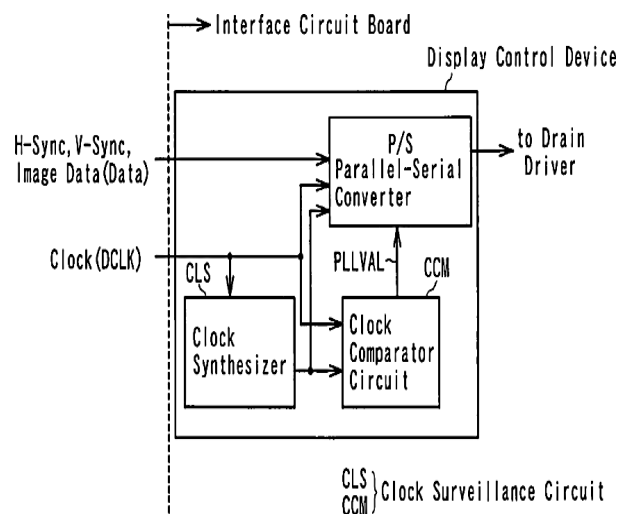 Interface Circuit Board
Display Control Device
H-Sync, V-Sync,
Image Data(Data)
P/S
Parallel-Serial
Converter
to Drain
Driver
Clock(DCLK)
PLLVAL
CLS
CCM
Clock
Synthesizer
Clock
Comparator
Circuit
CLS
CCM
Clock Surveillance Circuit